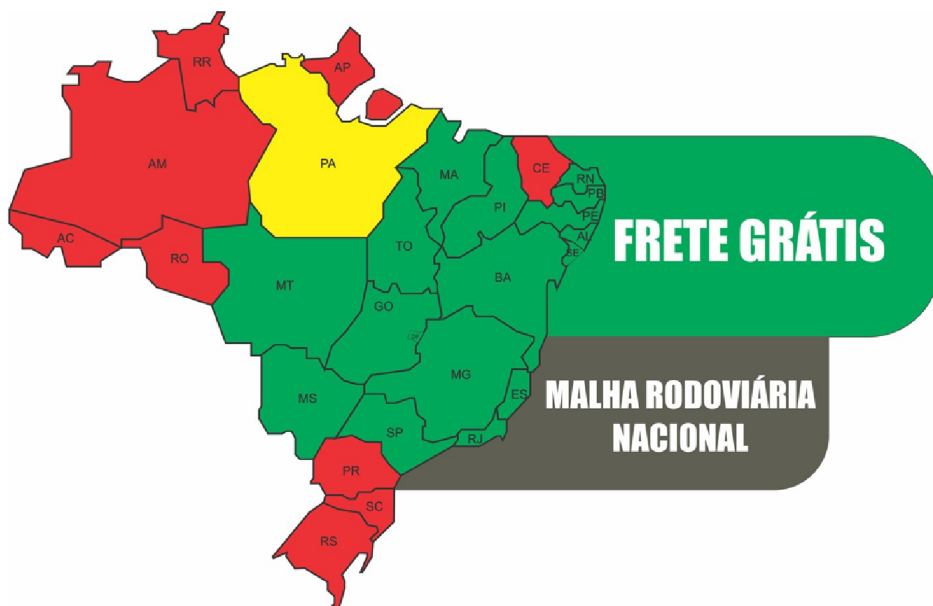 RR
AP
AM
PA
MA
CE
RN
PB
PI
PE
AL
SE
AC
RO
TO
BA
MT
GO
DF
MG
ES
MS
SP
RJ
PR
SC
RS
FRETE GRÁTIS
MALHA RODOVIÁRIA
NACIONAL